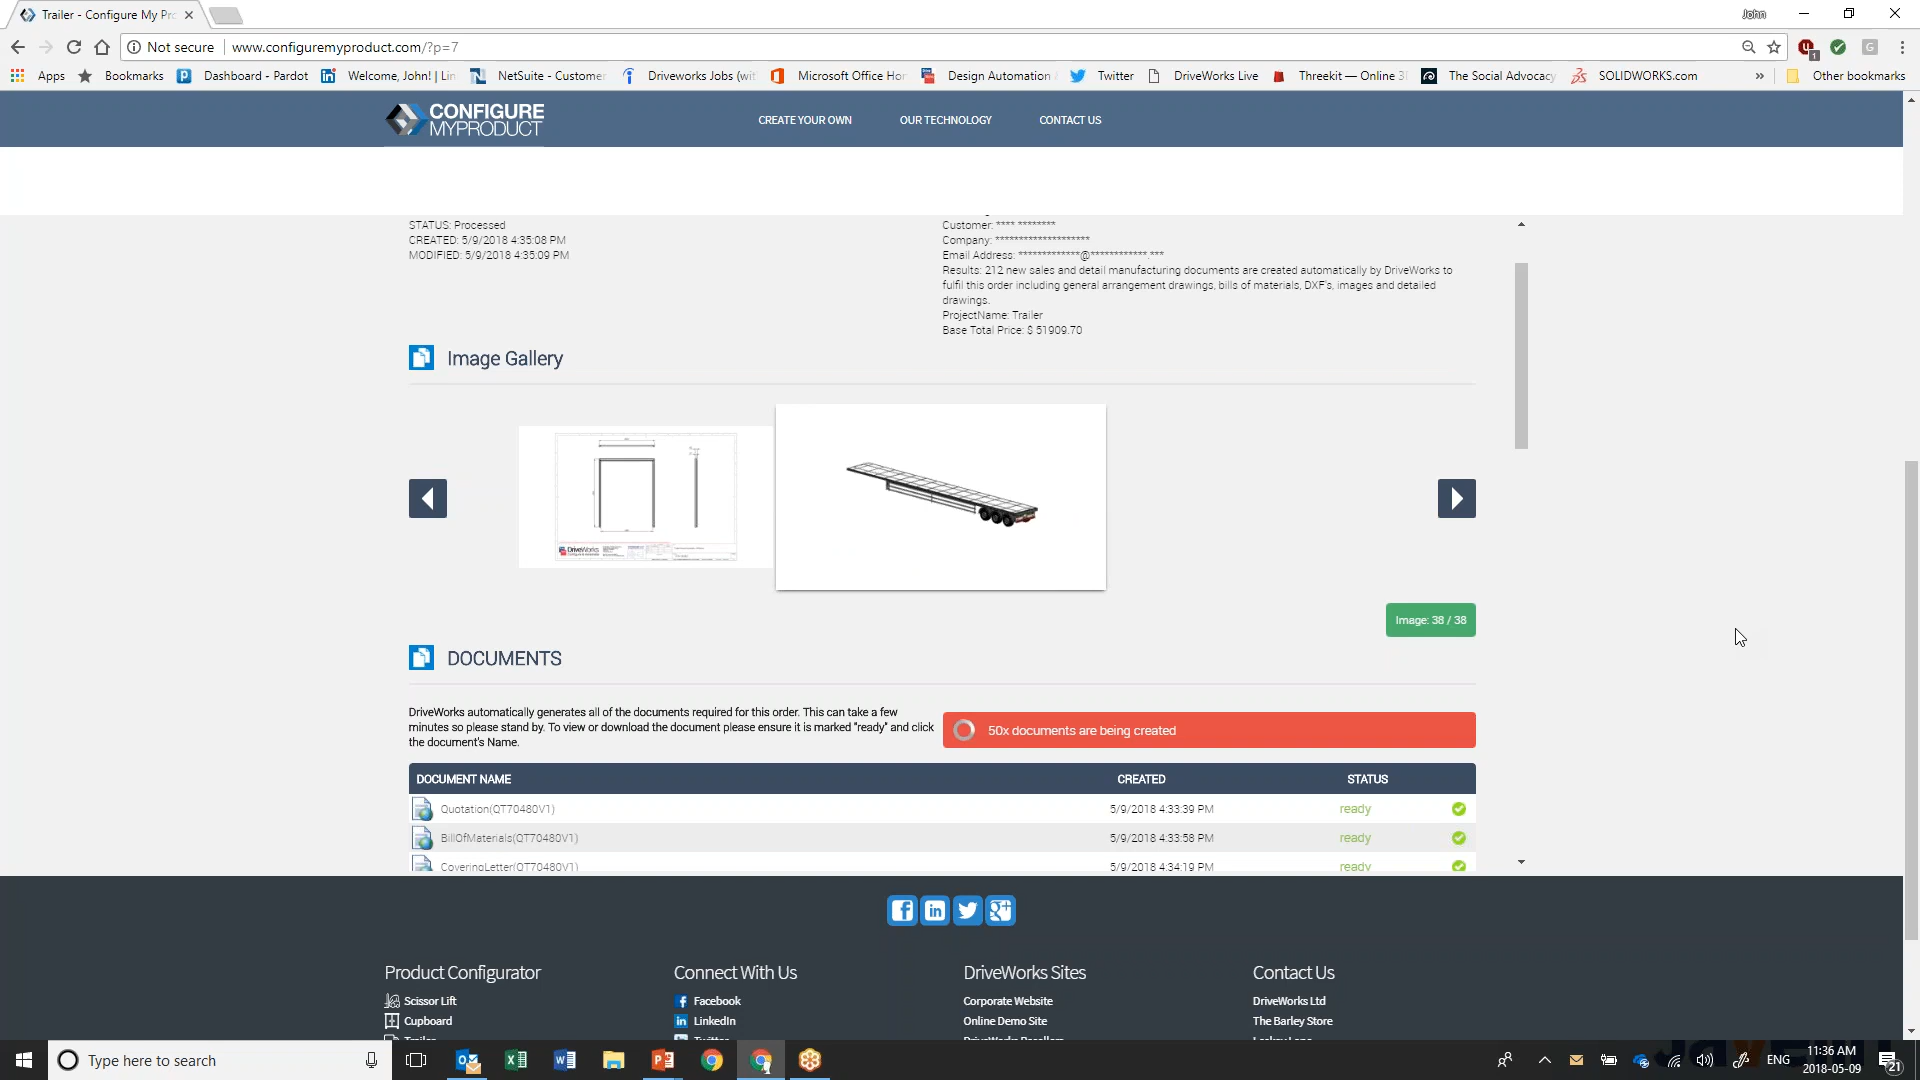 Trailer - Configure My Pr
John
Not secure
www.configuremyproduct.com/?p=7
Apps
Bookmarks
Dashboard - Pardot
Welcome, John! | Lin
NetSuite - Customer
Driveworks Jobs (wit
Microsoft Office Hor
Design Automation
Twitter
DriveWorks Live
Threekit — Online 3
The Social Advocacy
SOLIDWORKS.com
»
Other bookmarks
CONFIGURE
MYPRODUCT
CREATE YOUR OWN
OUR TECHNOLOGY
CONTACT US
STATUS: Processed
CREATED: 5/9/2018 4:35:08 PM
MODIFIED: 5/9/2018 4:35:09 PM
Customer: **** ********
Company: ********************
Email Address: *************@************.***
Results: 212 new sales and detail manufacturing documents are created automatically by DriveWorks to
fulfil this order including general arrangement drawings, bills of materials, DXF's, images and detailed
drawings.
ProjectName: Trailer
Base Total Price: $ 51909.70
Image Gallery
DriveWorks
Image: 38 / 38
DOCUMENTS
DriveWorks automatically generates all of the documents required for this order. This can take a few
minutes so please stand by. To view or download the document please ensure it is marked "ready" and click
the document's Name.
50x documents are being created
DOCUMENT NAME
CREATED
STATUS
Quotation(QT70480V1)
5/9/2018 4:33:39 PM
ready
BillOfMaterials(QT70480V1)
5/9/2018 4:33:58 PM
ready
CoveringLetter(QT70480V1)
5/9/2018 4:34:19 PM
ready
Product Configurator
Scissor Lift
Cupboard
Trailer
Connect With Us
Facebook
LinkedIn
Twitter
DriveWorks Sites
Corporate Website
Online Demo Site
DriveWorks Resellers
Contact Us
DriveWorks Ltd
The Barley Store
Type here to search
ENG
11:36 AM
2018-05-09
21